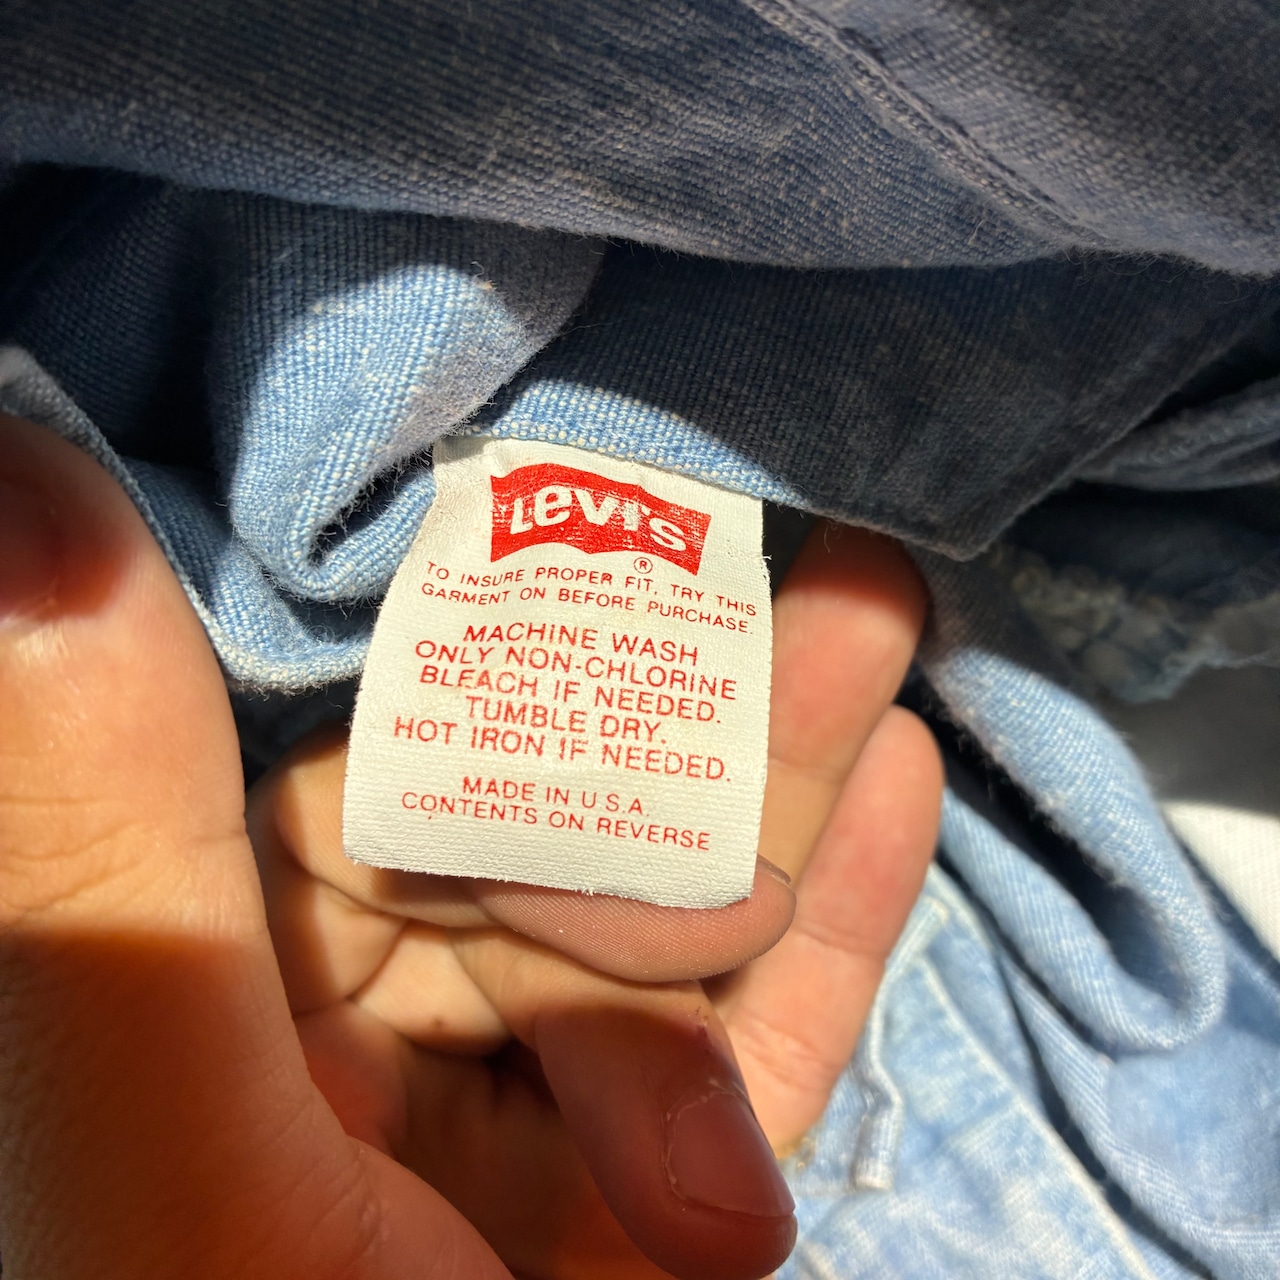 Levi's
®
TO INSURE PROPER FIT, TRY THIS
GARMENT ON BEFORE PURCHASE.
MACHINE WASH
ONLY NON-CHLORINE
BLEACH IF NEEDED.
TUMBLE DRY.
HOT IRON IF NEEDED.
MADE IN U.S.A.
CONTENTS ON REVERSE